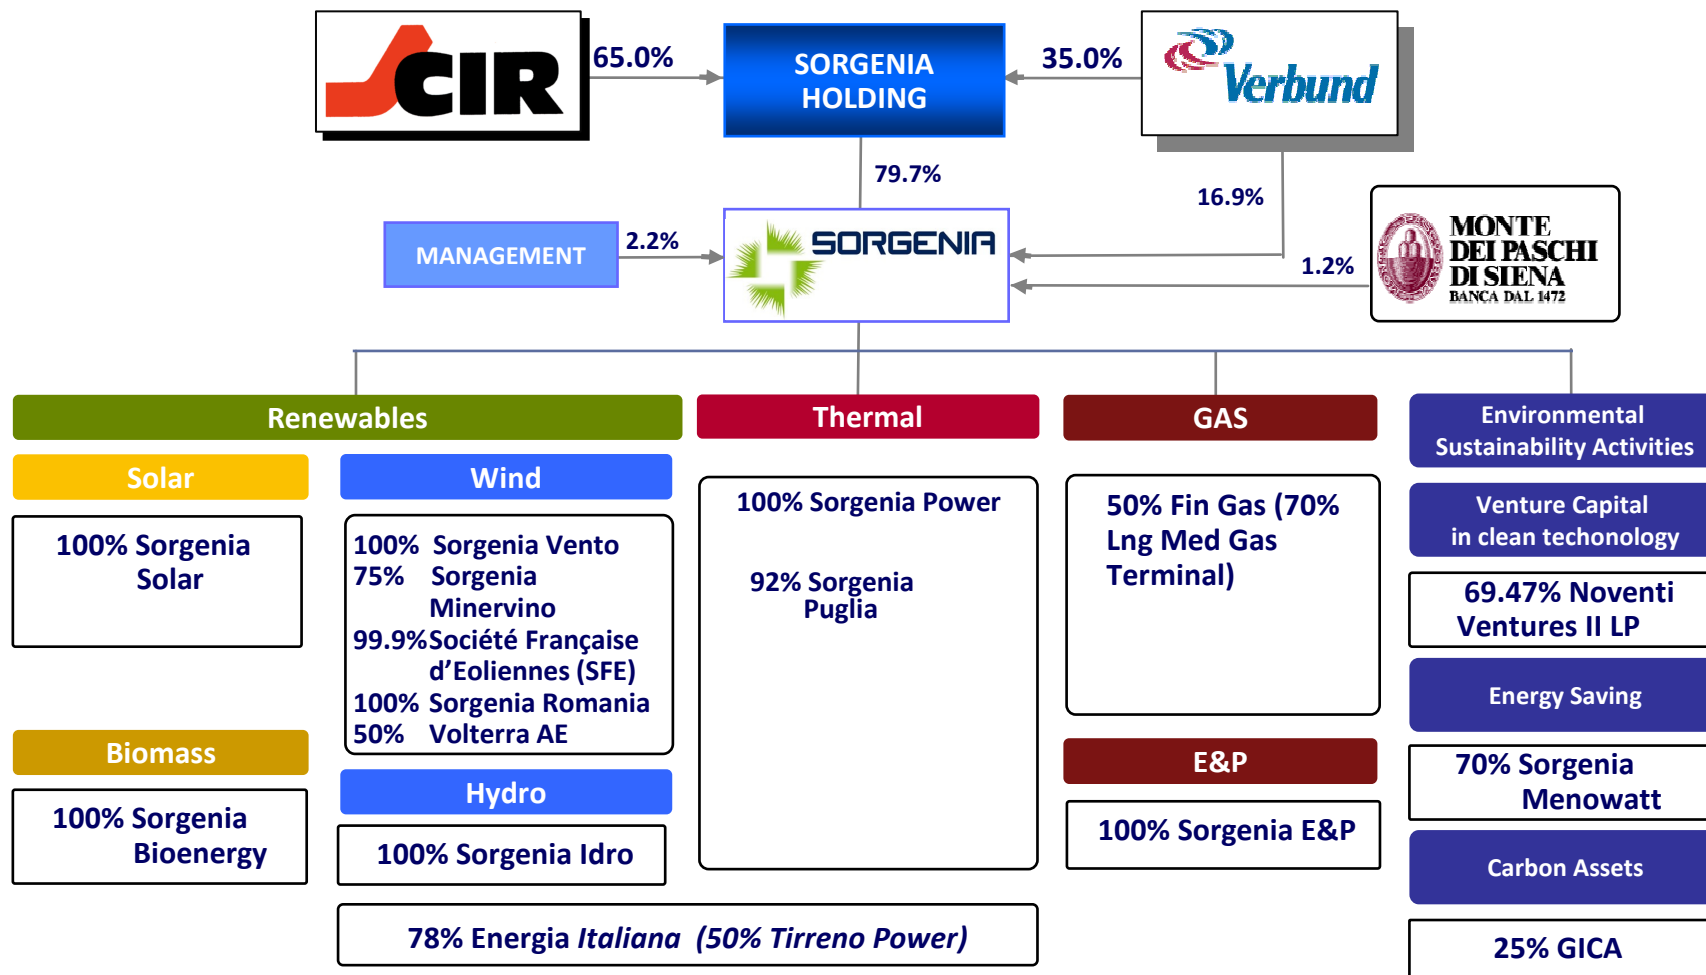 CIR
65.0%
SORGENIA
HOLDING
35.0%
Verbund
79.7%
16.9%
MANAGEMENT
2.2%
SORGENIA
1.2%
MONTE
DEI PASCHI
DI SIENA
BANCA DAL 1472
Renewables
Thermal
GAS
Environmental
Sustainability Activities
Solar
Wind
Venture Capital
in clean techonology
100% Sorgenia
Solar
100% Sorgenia Vento
75% Sorgenia
Minervino
99.9% Société Française
d’Eoliennes (SFE)
100% Sorgenia Romania
50% Volterra AE
100% Sorgenia Power
92% Sorgenia
Puglia
50% Fin Gas (70%
Lng Med Gas
Terminal)
69.47% Noventi
Ventures II LP
Energy Saving
Biomass
E&P
70% Sorgenia
Menowatt
Hydro
100% Sorgenia
Bioenergy
100% Sorgenia Idro
100% Sorgenia E&P
Carbon Assets
78% Energia Italiana (50% Tirreno Power)
25% GICA